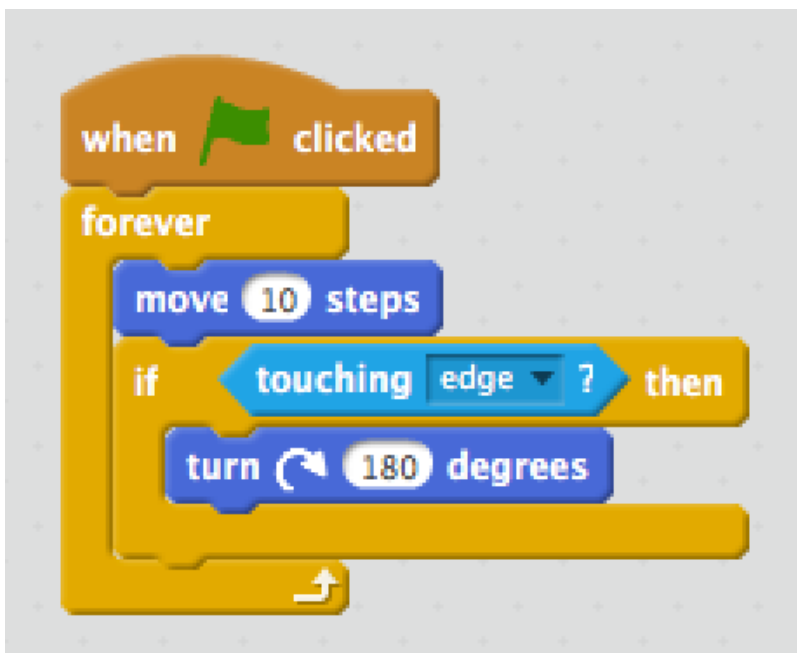 when clicked
forever
move 10 steps
if touching edge ? then
turn 180 degrees